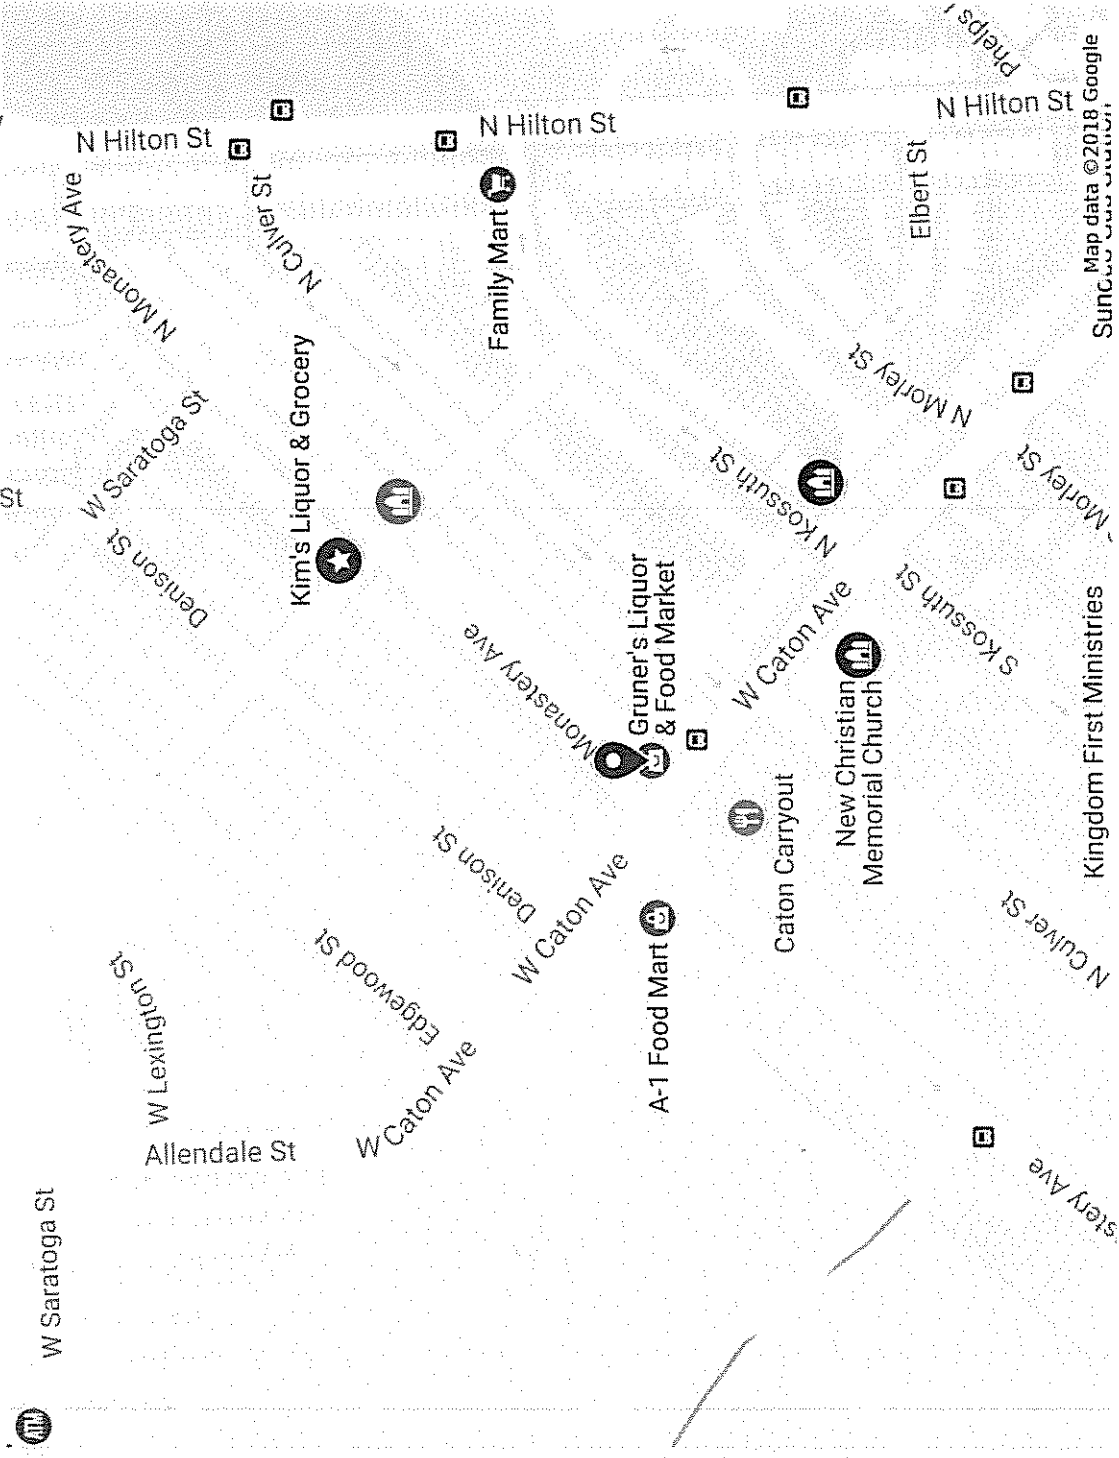 Phelps
N Hilton St
N Hilton St
N Hilton St
Map data ©2018 Google
N Monastery Ave
N Culver St
Elbert St
Family Mart
N Morley St
W Saratoga St
Kim's Liquor & Grocery
St
Denison St
N Kossuth St
Morley St
Monastery Ave
Gruner's Liquor
& Food Market
W Caton Ave
S Kossuth St
New Christian
Memorial Church
Kingdom First Ministries
Denison St
W Caton Ave
Caton Carryout
A-1 Food Mart
N Culver St
W Lexington St
Edgewood St
W Caton Ave
Allendale St
stery Ave
W Saratoga St
ATM